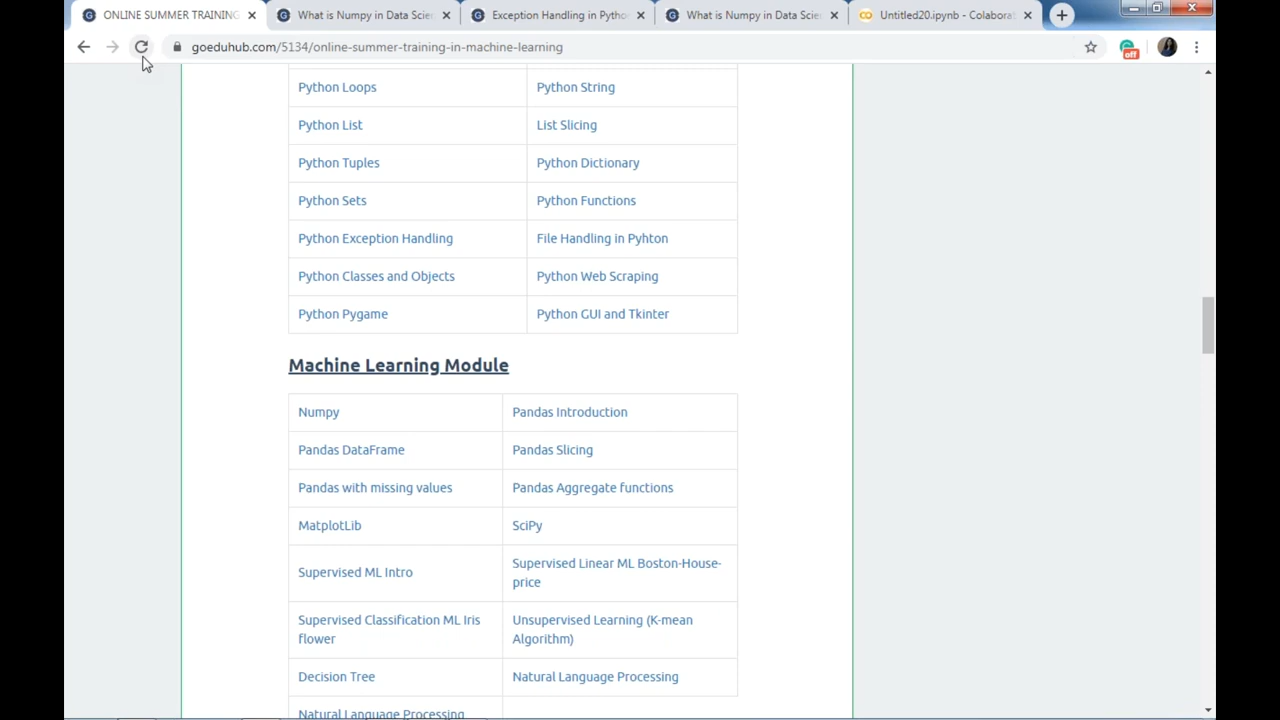 ONLINE SUMMER TRAINING
What is Numpy in Data Scien
Exception Handling in Pytho
What is Numpy in Data Scien
Untitled20.ipynb - Colaborat
goeduhub.com/5134/online-summer-training-in-machine-learning
off
Python Loops
Python String
Python List
List Slicing
Python Tuples
Python Dictionary
Python Sets
Python Functions
Python Exception Handling
File Handling in Pyhton
Python Classes and Objects
Python Web Scraping
Python Pygame
Python GUI and Tkinter
Machine Learning Module
Numpy
Pandas Introduction
Pandas DataFrame
Pandas Slicing
Pandas with missing values
Pandas Aggregate functions
MatplotLib
SciPy
Supervised ML Intro
Supervised Linear ML Boston-House-
price
Supervised Classification ML Iris
flower
Unsupervised Learning (K-mean
Algorithm)
Decision Tree
Natural Language Processing
Natural Language Processing